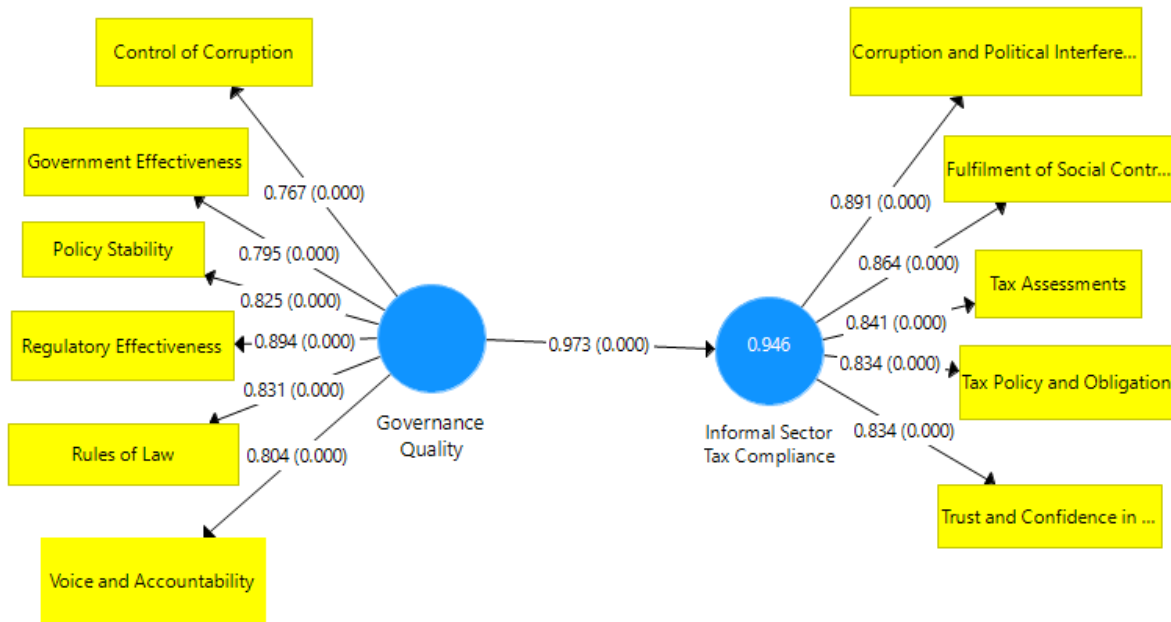 Control of Corruption
Government Effectiveness
Policy Stability
Regulatory Effectiveness
Rules of Law
Voice and Accountability
0.767 (0.000)
0.795 (0.000)
0.825 (0.000)
0.894 (0.000)
0.831 (0.000)
0.804 (0.000)
Governance
Quality
0.973 (0.000)
0.946
Informal Sector
Tax Compliance
0.891 (0.000)
0.864 (0.000)
0.841 (0.000)
0.834 (0.000)
0.834 (0.000)
Corruption and Political Interfere...
Fulfilment of Social Contr...
Tax Assessments
Tax Policy and Obligation
Trust and Confidence in ...